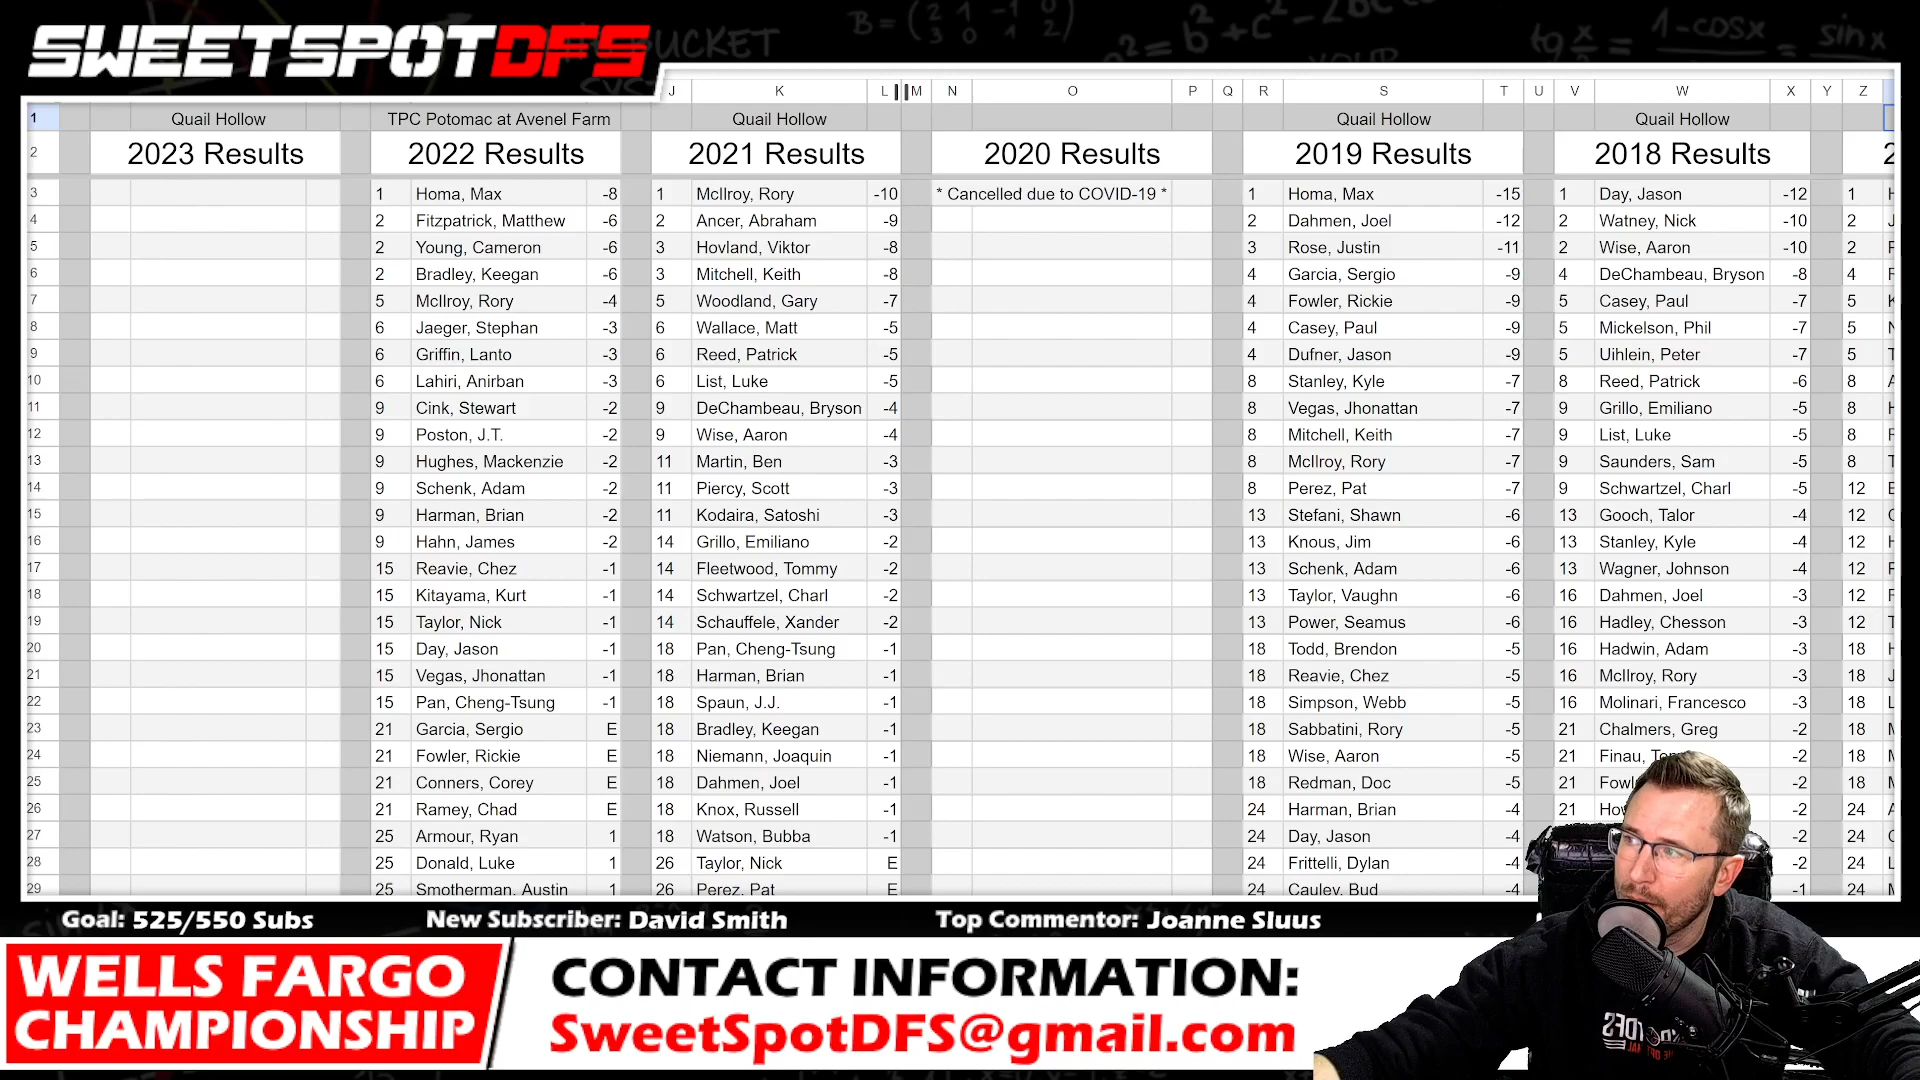 SWEETSPOTDFS
J K L M N O P Q R S T U V W X Y Z
1 Quail Hollow TPC Potomac at Avenel Farm Quail Hollow Quail Hollow Quail Hollow
2 2023 Results 2022 Results 2021 Results 2020 Results 2019 Results 2018 Results 2
3 1 Homa, Max -8 1 McIlroy, Rory -10 * Cancelled due to COVID-19 * 1 Homa, Max -15 1 Day, Jason -12 1
4 2 Fitzpatrick, Matthew -6 2 Ancer, Abraham -9 2 Dahmen, Joel -12 2 Watney, Nick -10 2
5 2 Young, Cameron -6 3 Hovland, Viktor -8 3 Rose, Justin -11 2 Wise, Aaron -10 2
6 2 Bradley, Keegan -6 3 Mitchell, Keith -8 4 Garcia, Sergio -9 4 DeChambeau, Bryson -8 4
7 5 McIlroy, Rory -4 5 Woodland, Gary -7 4 Fowler, Rickie -9 5 Casey, Paul -7 5
8 6 Jaeger, Stephan -3 6 Wallace, Matt -5 4 Casey, Paul -9 5 Mickelson, Phil -7 5
9 6 Griffin, Lanto -3 6 Reed, Patrick -5 4 Dufner, Jason -9 5 Uihlein, Peter -7 5
10 6 Lahiri, Anirban -3 6 List, Luke -5 8 Stanley, Kyle -7 8 Reed, Patrick -6 8
11 9 Cink, Stewart -2 9 DeChambeau, Bryson -4 8 Vegas, Jhonattan -7 9 Grillo, Emiliano -5 8
12 9 Poston, J.T. -2 9 Wise, Aaron -4 8 Mitchell, Keith -7 9 List, Luke -5 8
13 9 Hughes, Mackenzie -2 11 Martin, Ben -3 8 McIlroy, Rory -7 9 Saunders, Sam -5 8
14 9 Schenk, Adam -2 11 Piercy, Scott -3 8 Perez, Pat -7 9 Schwartzel, Charl -5 12
15 9 Harman, Brian -2 11 Kodaira, Satoshi -3 13 Stefani, Shawn -6 13 Gooch, Talor -4 12
16 9 Hahn, James -2 14 Grillo, Emiliano -2 13 Knous, Jim -6 13 Stanley, Kyle -4 12
17 15 Reavie, Chez -1 14 Fleetwood, Tommy -2 13 Schenk, Adam -6 13 Wagner, Johnson -4 12
18 15 Kitayama, Kurt -1 14 Schwartzel, Charl -2 13 Taylor, Vaughn -6 16 Dahmen, Joel -3 12
19 15 Taylor, Nick -1 14 Schauffele, Xander -2 13 Power, Seamus -6 16 Hadley, Chesson -3 12
20 15 Day, Jason -1 18 Pan, Cheng-Tsung -1 18 Todd, Brendon -5 16 Hadwin, Adam -3 18
21 15 Vegas, Jhonattan -1 18 Harman, Brian -1 18 Reavie, Chez -5 16 McIlroy, Rory -3 18
22 15 Pan, Cheng-Tsung -1 18 Spaun, J.J. -1 18 Simpson, Webb -5 16 Molinari, Francesco -3 18
23 21 Garcia, Sergio E 18 Bradley, Keegan -1 18 Sabbatini, Rory -5 21 Chalmers, Greg -2 18
24 21 Fowler, Rickie E 18 Niemann, Joaquin -1 18 Wise, Aaron -5 21 Finau, -2 18
25 21 Conners, Corey E 18 Dahmen, Joel -1 18 Redman, Doc -5 21 -2 18
26 21 Ramey, Chad E 18 Knox, Russell -1 24 Harman, Brian -4 21 -2 24
27 25 Armour, Ryan 1 18 Watson, Bubba -1 24 Day, Jason -4 -2 24
28 25 Donald, Luke 1 26 Taylor, Nick E 24 Frittelli, Dylan -4 -2 24
29 25 Smotherman, Austin 1 26 Perez, Pat E 24 Cauley, Bud -4 -1 24
Goal: 525/550 Subs New Subscriber: David Smith Top Commentor: Joanne Sluus
WELLS FARGO
CHAMPIONSHIP
CONTACT INFORMATION:
SweetSpotDFS@gmail.com